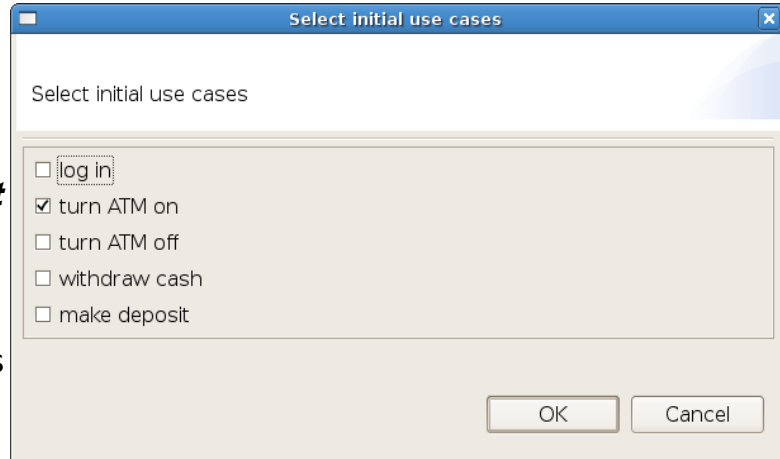 Select initial use cases
Select initial use cases
log in
t
turn ATM on
turn ATM off
withdraw cash
make deposit
s
OK
Cancel